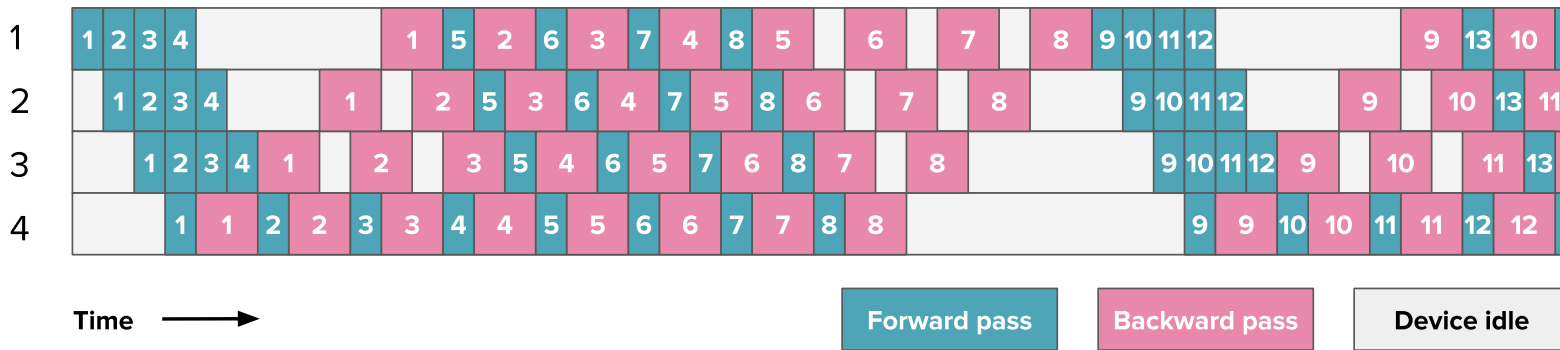 1 1 2 3 4 1 5 2 6 3 7 4 8 5 6 7 8 9 10 11 12 9 13 10
2 1 2 3 4 1 2 5 3 6 4 7 5 8 6 7 8 9 10 11 12 9 10 13 11
3 1 2 3 4 1 2 3 5 4 6 5 7 6 8 7 8 9 10 11 12 9 10 11 13
4 1 1 2 2 3 3 4 4 5 5 6 6 7 7 8 8 9 9 10 10 11 11 12 12
Time Forward pass Backward pass Device idle